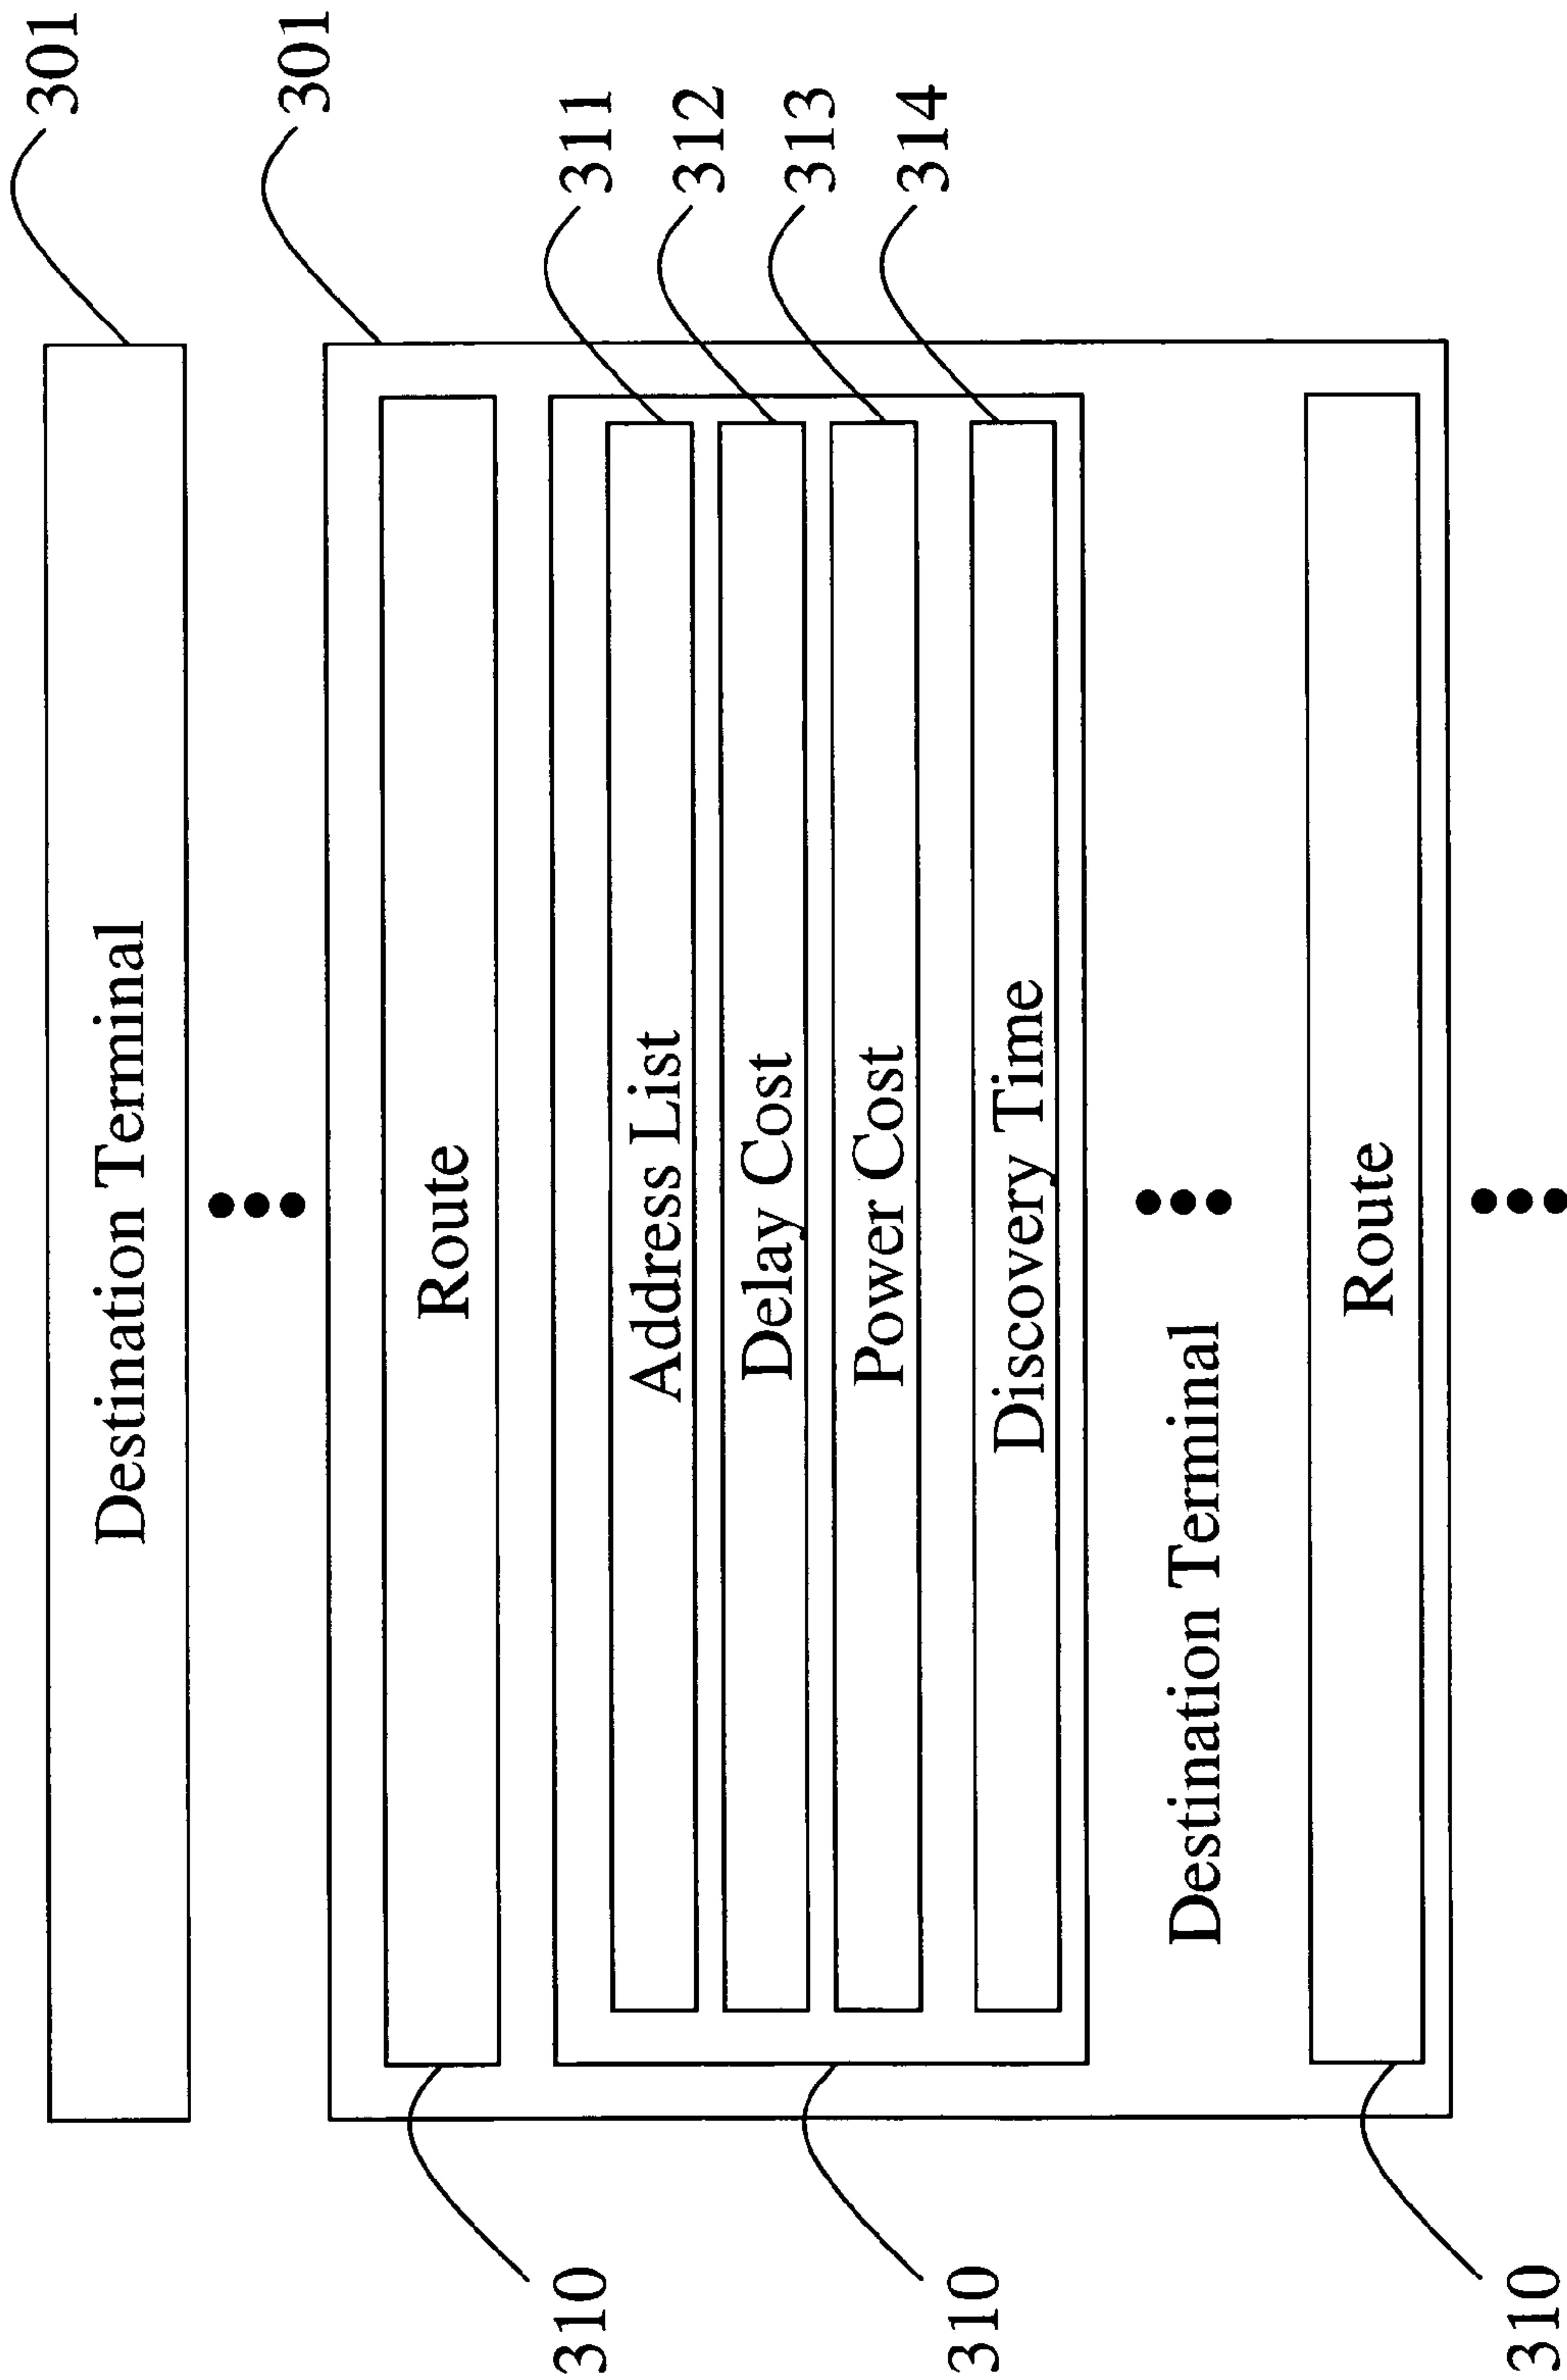 301
Destination Terminal
301
310
Route
310
311
Address List
312
Delay Cost
313
Power Cost
314
Discovery Time
Destination Terminal
310
Route